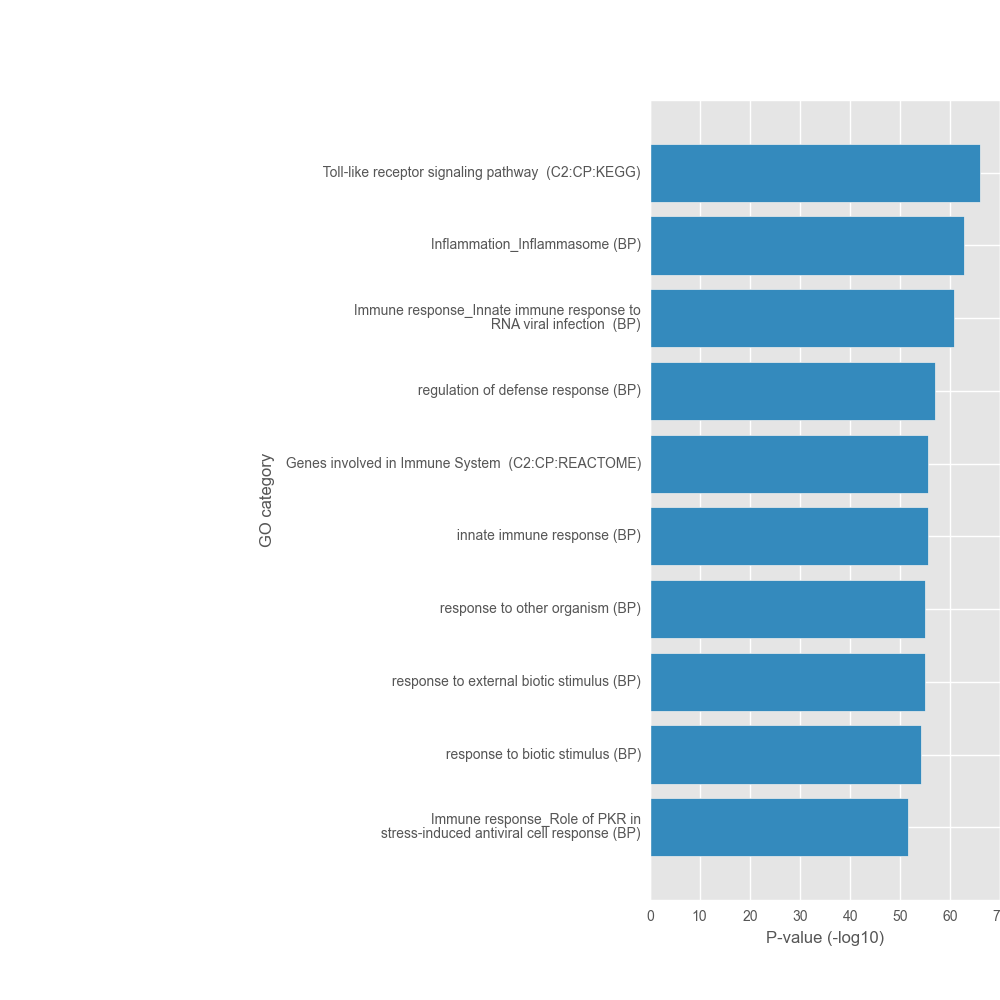 Toll-like receptor signaling pathway  (C2:CP:KEGG)
Inflammation_Inflammasome (BP)
Immune response_Innate immune response to
RNA viral infection  (BP)
regulation of defense response (BP)
GO category
Genes involved in Immune System  (C2:CP:REACTOME)
innate immune response (BP)
response to other organism (BP)
response to external biotic stimulus (BP)
response to biotic stimulus (BP)
Immune response_Role of PKR in
stress-induced antiviral cell response (BP)
0 10 20 30 40 50 60 7
P-value (-log10)